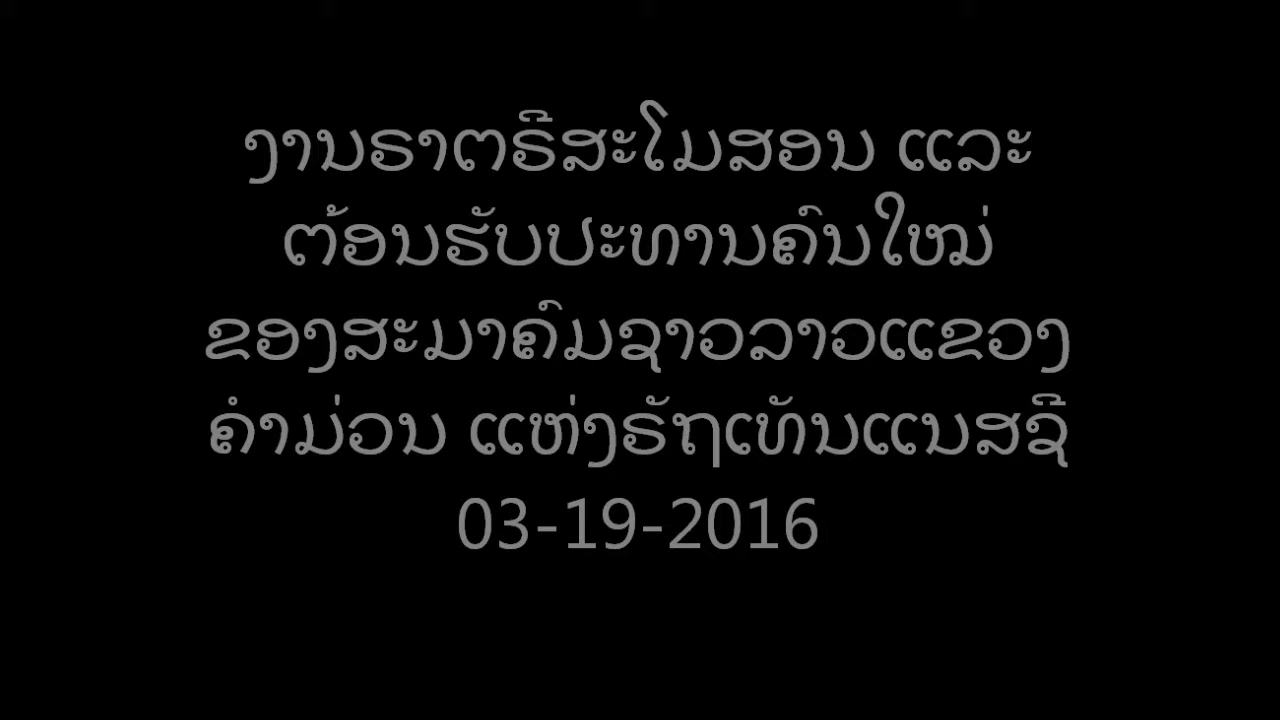 ງານຣາຕຣີສະໂມສອນ ແລະ
ຕ້ອນຮັບປະທານຄົນໃໝ່
ຂອງສະມາຄົມຊາວລາວແຂວງ
ຄໍາມ່ວນ ແຫ່ງຣັຖເທັນແນສຊີ
03-19-2016